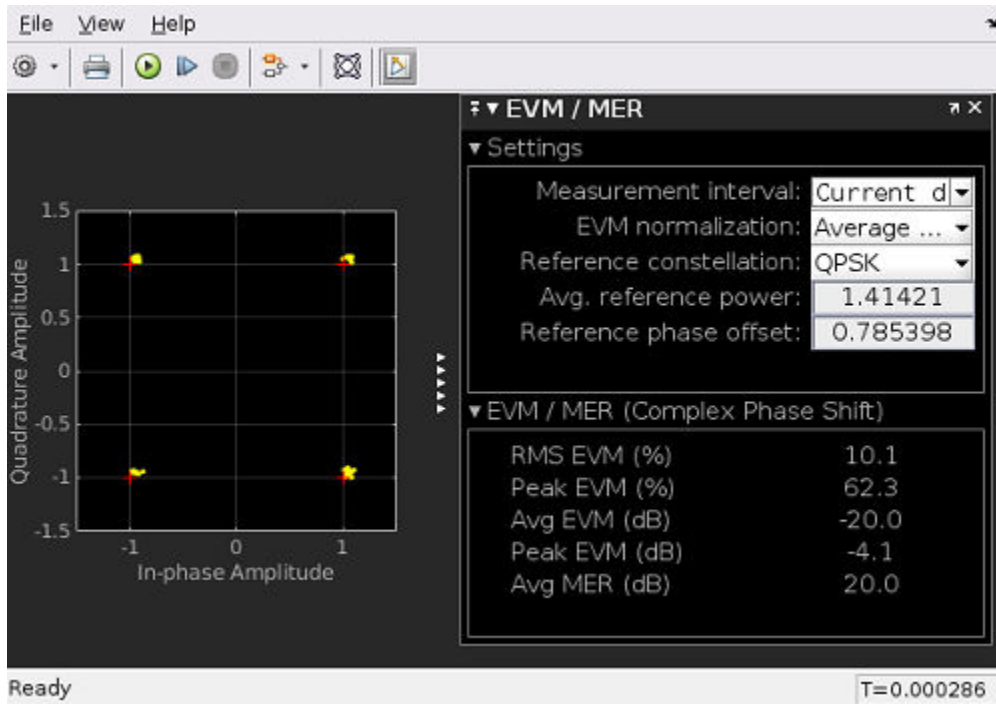 File View Help
EVM / MER
Settings
Measurement interval: Current d
EVM normalization: Average ...
Reference constellation: QPSK
Avg. reference power: 1.41421
Reference phase offset: 0.785398
EVM / MER (Complex Phase Shift)
RMS EVM (%) 10.1
Peak EVM (%) 62.3
Avg EVM (dB) -20.0
Peak EVM (dB) -4.1
Avg MER (dB) 20.0
Quadrature Amplitude
1.5
1
0.5
0
-0.5
-1
-1.5
-1 0 1
In-phase Amplitude
Ready T=0.000286